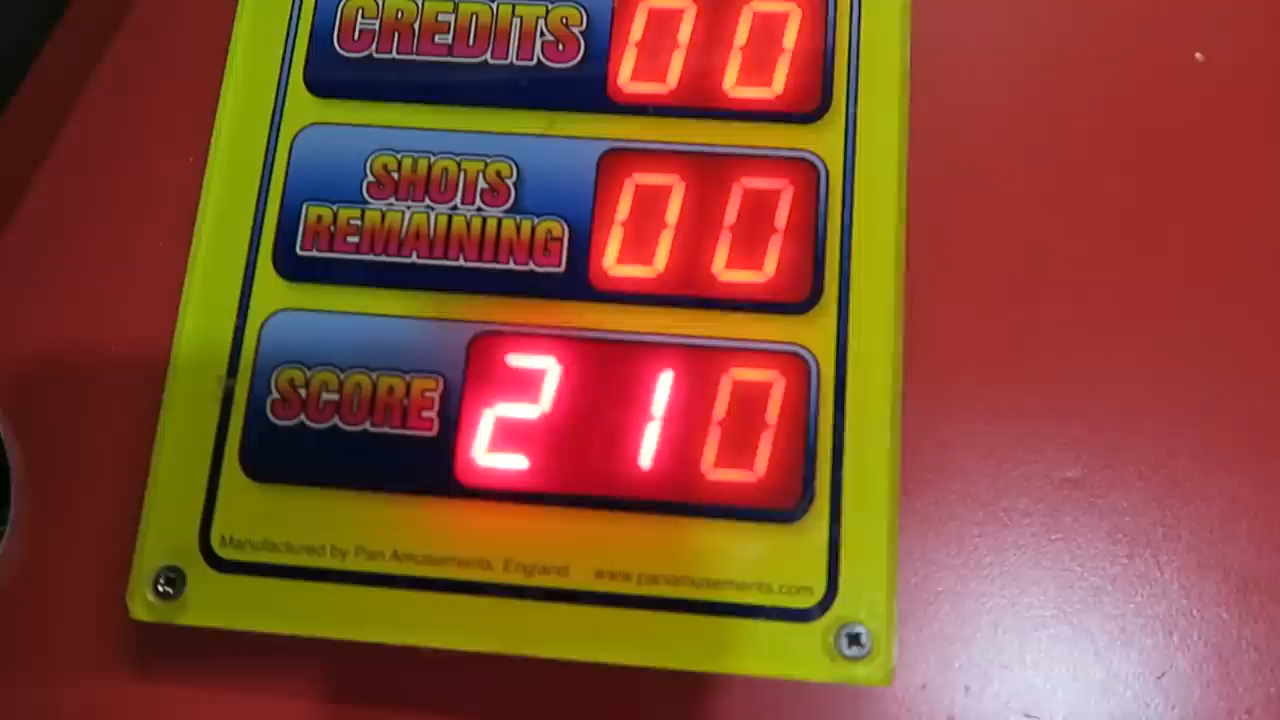 CREDITS 00
SHOTS
REMAINING 00
SCORE 210
Manufactured by Pan Amusements, England www.panamusements.com